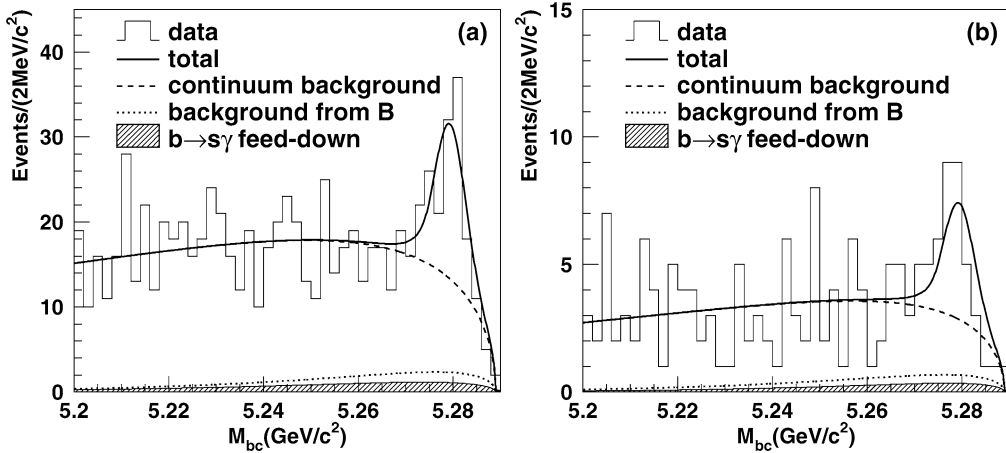 (a)
data
total
continuum background
background from B
b→sγ feed-down
Events/(2MeV/c²)
40
30
20
10
0
5.2 5.22 5.24 5.26 5.28
M_bc(GeV/c²)
(b)
data
total
continuum background
background from B
b→sγ feed-down
Events/(2MeV/c²)
15
10
5
0
5.2 5.22 5.24 5.26 5.28
M_bc(GeV/c²)